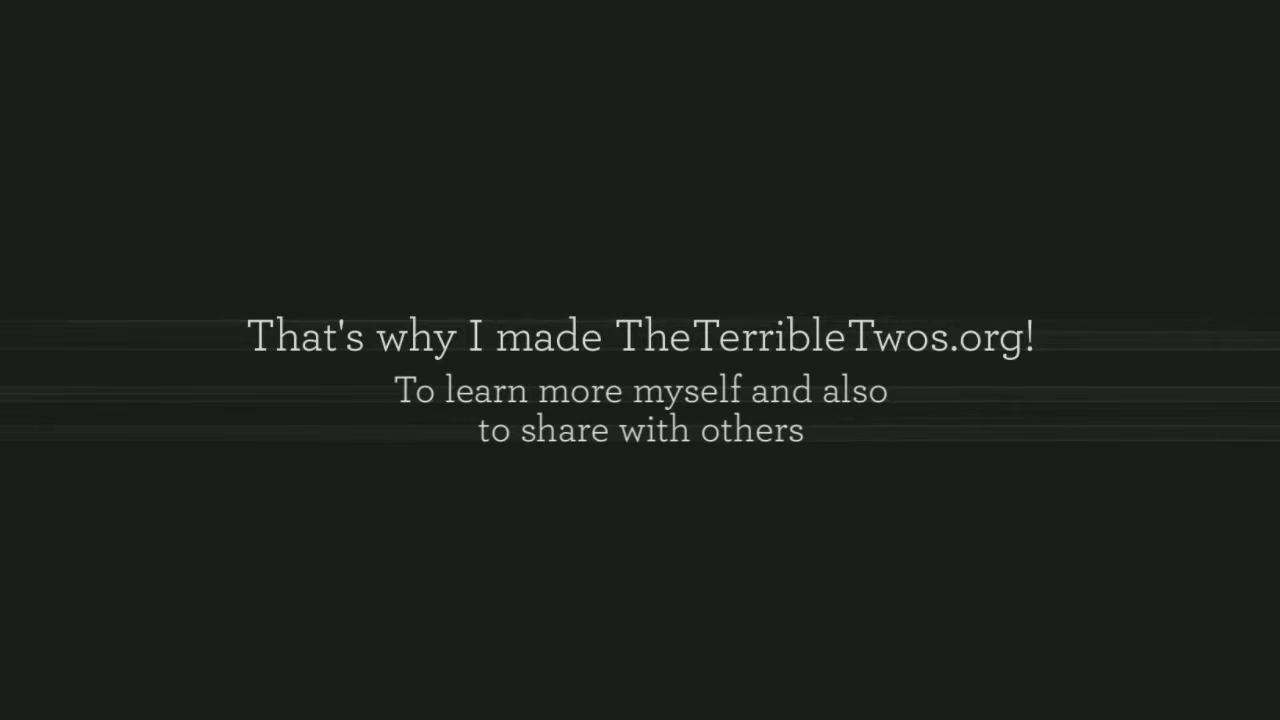 That's why I made TheTerribleTwos.org!
To learn more myself and also
to share with others